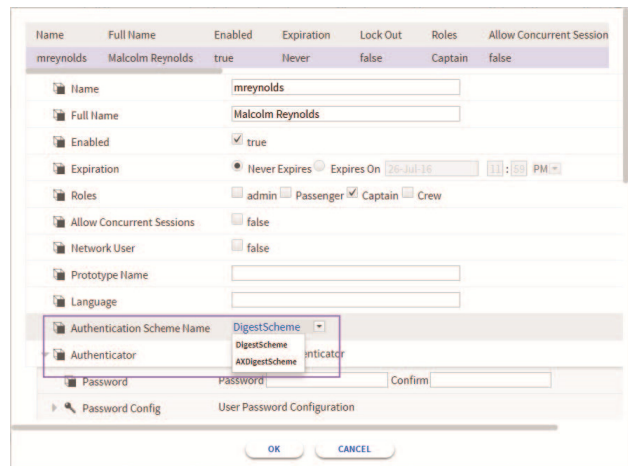 Name Full Name Enabled Expiration Lock Out Roles Allow Concurrent Session
mreynolds Malcolm Reynolds true Never false Captain false
Name mreynolds
Full Name Malcolm Reynolds
Enabled true
Expiration Never Expires Expires On 26-Jul-16 11 : 59 PM
Roles admin Passenger Captain Crew
Allow Concurrent Sessions false
Network User false
Prototype Name
Language
Authentication Scheme Name DigestScheme
DigestScheme
Authenticator enticator
AXDigestScheme
Password Password Confirm
Password Config User Password Configuration
OK CANCEL